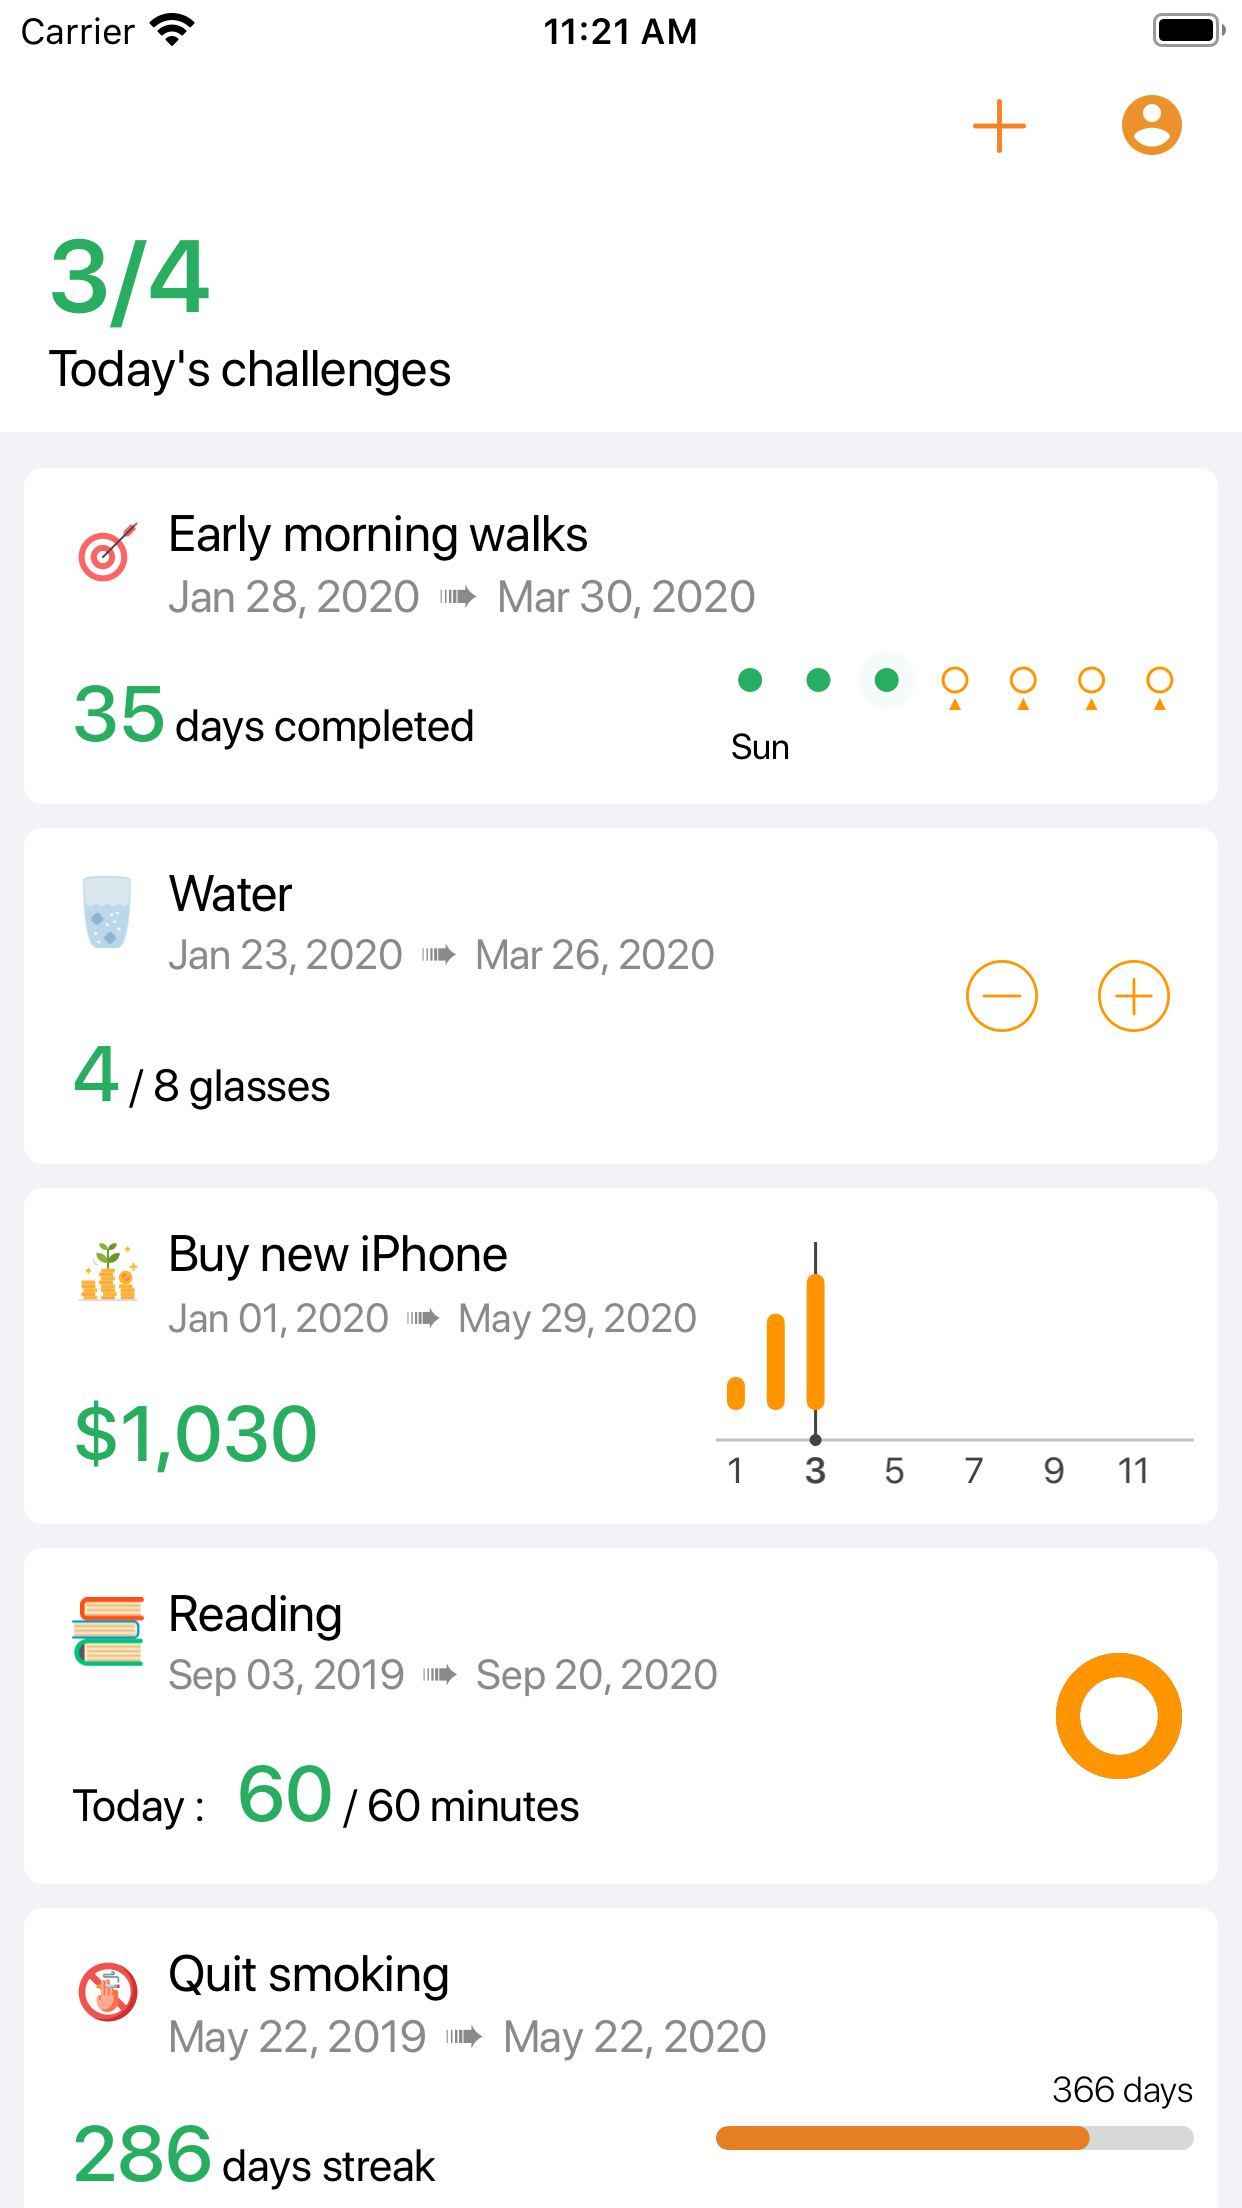 Carrier 11:21 AM
3/4
Today's challenges
Early morning walks
Jan 28, 2020 ➠ Mar 30, 2020
35 days completed
Sun
Water
Jan 23, 2020 ➠ Mar 26, 2020
4 / 8 glasses
Buy new iPhone
Jan 01, 2020 ➠ May 29, 2020
$1,030
1 3 5 7 9 11
Reading
Sep 03, 2019 ➠ Sep 20, 2020
Today : 60 / 60 minutes
Quit smoking
May 22, 2019 ➠ May 22, 2020
366 days
286 days streak